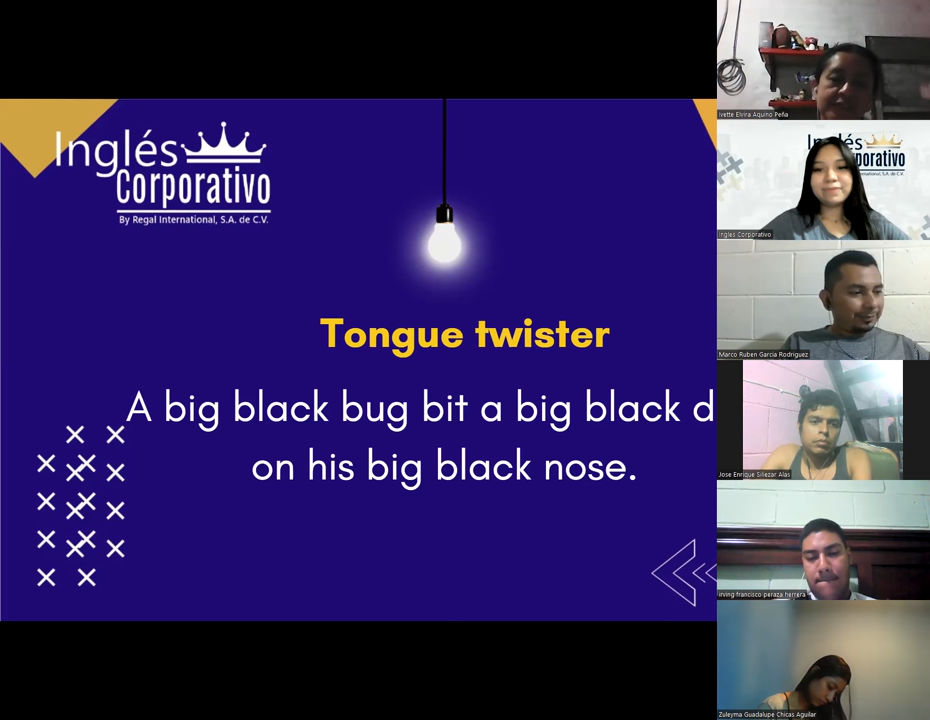 Inglés
Corporativo
By Regal International, S.A. de C.V.
Tongue twister
A big black bug bit a big black d
on his big black nose.
Ivette Elvira Aquino Peña
Inglés
Corporativo
Inglés Corporativo
Marco Ruben Garcia Rodriguez
Jose Enrique Siliezar Alas
irving francisco peraza herrera
Zuleyma Guadalupe Chicas Aguilar